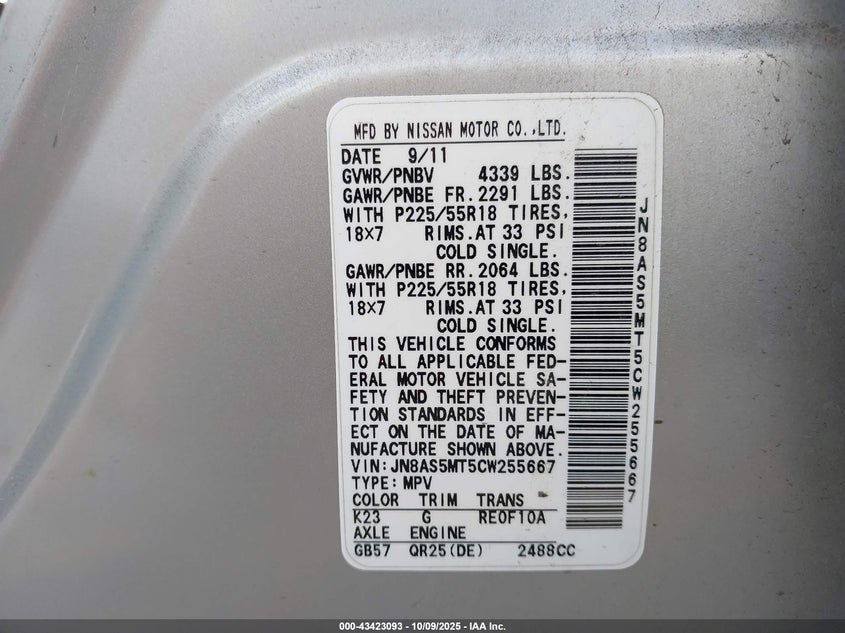 MFD BY NISSAN MOTOR CO.,LTD.
DATE 9/11
GVWR/PNBV 4339 LBS.
GAWR/PNBE FR. 2291 LBS.
WITH P225/55R18 TIRES,
18×7 RIMS.AT 33 PSI
COLD SINGLE.
GAWR/PNBE RR. 2064 LBS.
WITH P225/55R18 TIRES,
18×7 RIMS.AT 33 PSI
COLD SINGLE.
THIS VEHICLE CONFORMS
TO ALL APPLICABLE FED-
ERAL MOTOR VEHICLE SA-
FETY AND THEFT PREVEN-
TION STANDARDS IN EFF-
ECT ON THE DATE OF MA-
NUFACTURE SHOWN ABOVE.
VIN:JN8AS5MT5CW255667
TYPE:MPV
COLOR TRIM TRANS
K23 G RE0F10A
AXLE ENGINE
GB57 QR25(DE) 2488CC
JN8AS5MT5CW255667
000-43423093 - 10/09/2025 - IAA Inc.